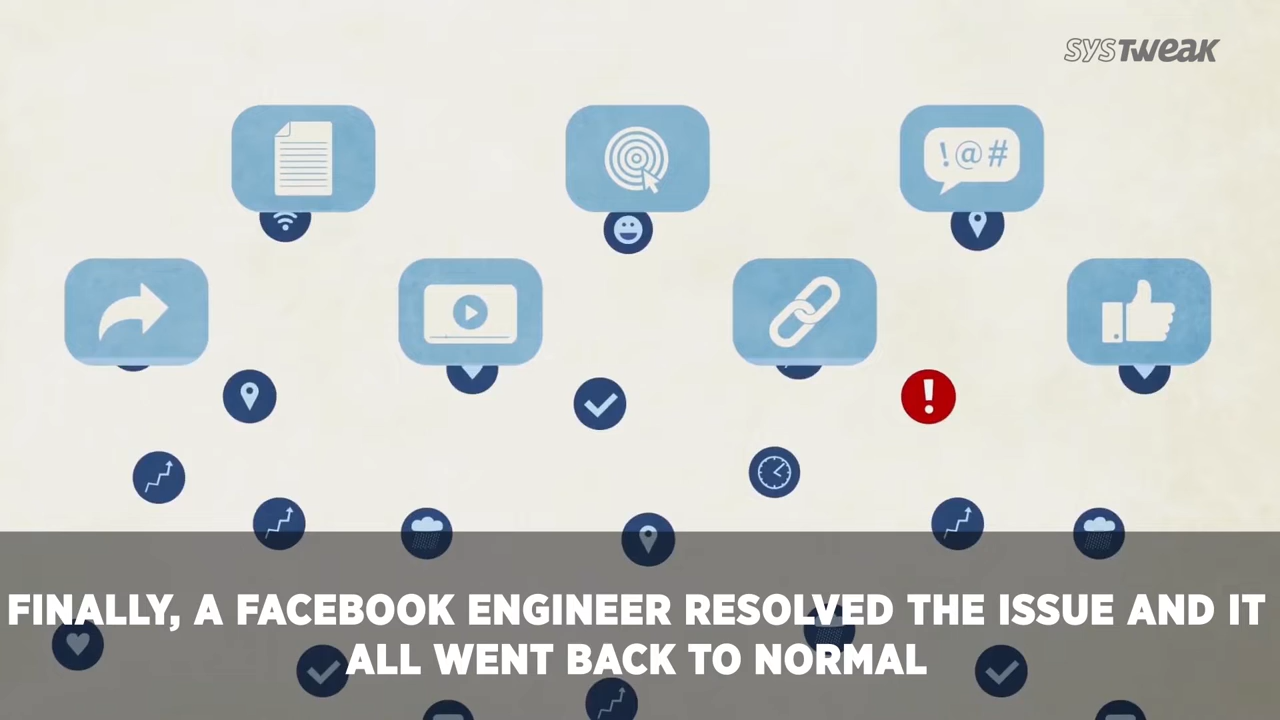 SYSTWEAK
!@#
!
FINALLY, A FACEBOOK ENGINEER RESOLVED THE ISSUE AND IT
ALL WENT BACK TO NORMAL